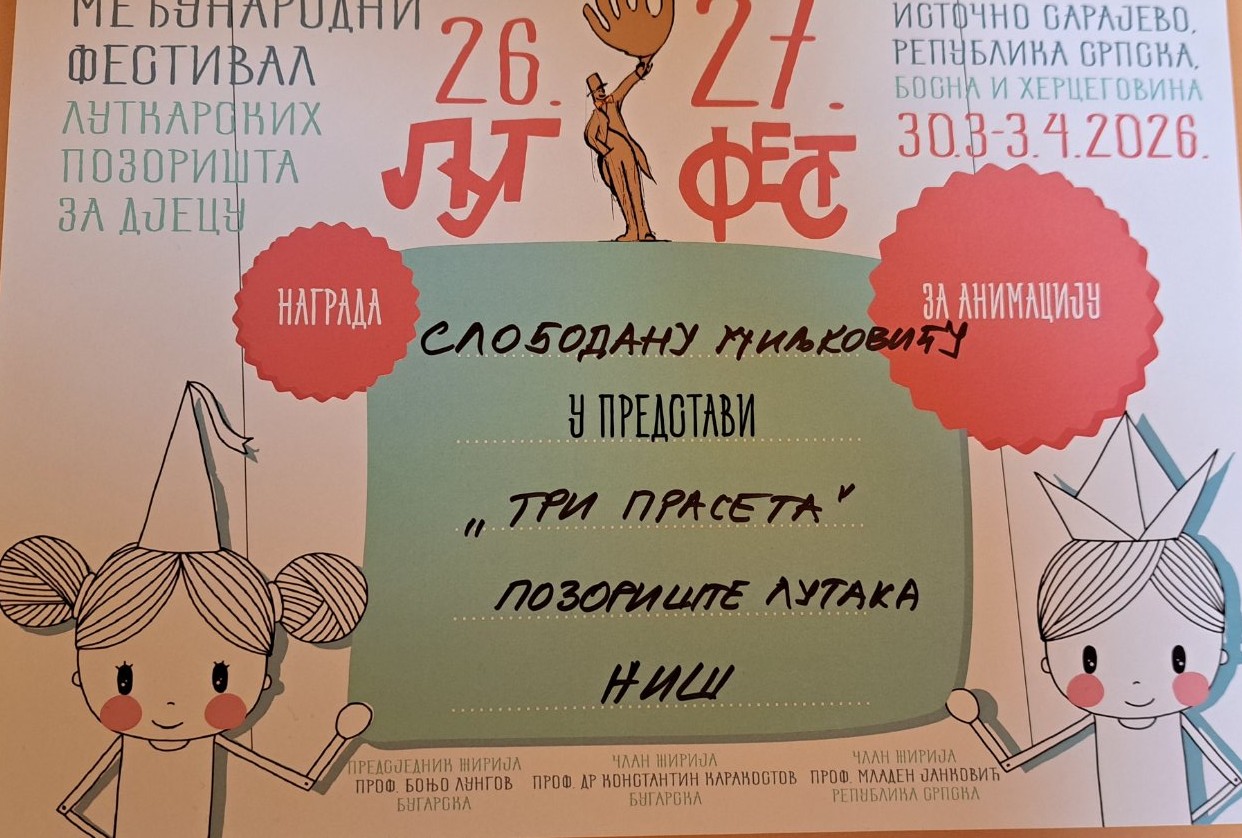 МЕЂУНАРОДНИ
ФЕСТИВАЛ
ЛУТКАРСКИХ
ПОЗОРИШТА
ЗА ДЈЕЦУ
26. 27.
ЛУТ ФЕСТ
ИСТОЧНО САРАЈЕВО,
РЕПУБЛИКА СРПСКА,
БОСНА И ХЕРЦЕГОВИНА
30.3-3.4.2026.
НАГРАДА
ЗА АНИМАЦИЈУ
СЛОБОДАНУ МИЉКОВИЋУ
У ПРЕДСТАВИ
„ТРИ ПРАСЕТА"
ПОЗОРИШТЕ ЛУТАКА
НИШ
ПРЕДСЈЕДНИК ЖИРИЈА
ПРОФ. БОЊО ЛУНГОВ
БУГАРСКА
ЧЛАН ЖИРИЈА
ПРОФ. ДР КОНСТАНТИН КАРАКОСТОВ
БУГАРСКА
ЧЛАН ЖИРИЈА
ПРОФ. МЛАДЕН ЈАНКОВИЋ
РЕПУБЛИКА СРПСКА